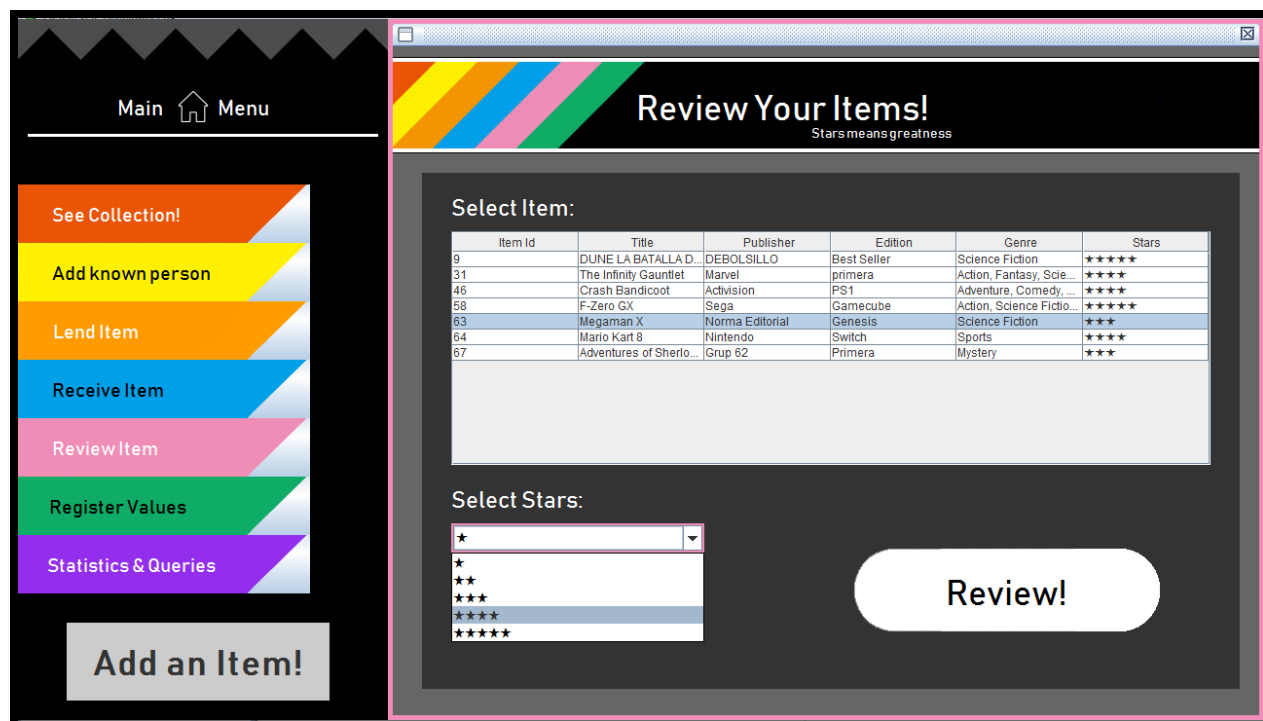 Main Menu
See Collection!
Add known person
Lend Item
Receive Item
Review Item
Register Values
Statistics & Queries
Add an Item!
Review Your Items!
Stars means greatness
Select Item:
Item Id Title Publisher Edition Genre Stars
9 DUNE LA BATALLA D... DEBOLSILLO Best Seller Science Fiction ★★★★★
31 The Infinity Gauntlet Marvel primera Action, Fantasy, Scie... ★★★★
46 Crash Bandicoot Activision PS1 Adventure, Comedy, ... ★★★★
58 F-Zero GX Sega Gamecube Action, Science Fictio... ★★★★★
63 Megaman X Norma Editorial Genesis Science Fiction ★★★
64 Mario Kart 8 Nintendo Switch Sports ★★★★
67 Adventures of Sherlo... Grup 62 Primera Mystery ★★★
Select Stars:
★
★
★★
★★★
★★★★
★★★★★
Review!